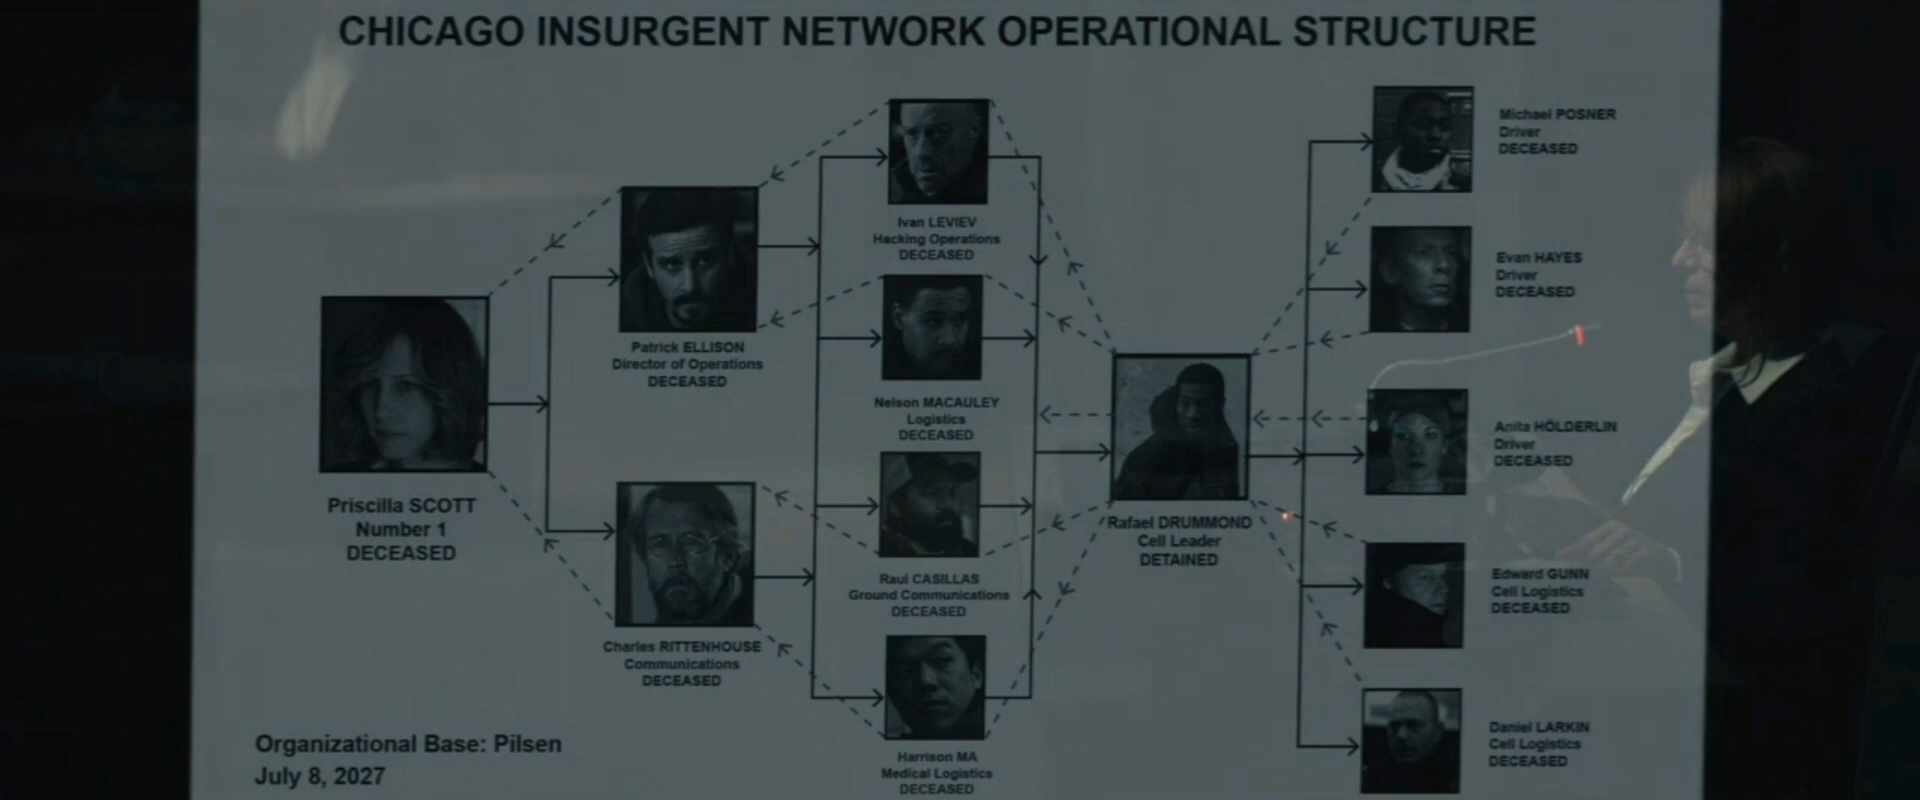 CHICAGO INSURGENT NETWORK OPERATIONAL STRUCTURE
Priscilla SCOTT
Number 1
DECEASED
Patrick ELLISON
Director of Operations
DECEASED
Charles RITTENHOUSE
Communications
DECEASED
Ivan LEVIEV
Hacking Operations
DECEASED
Nelson MACAULEY
Logistics
DECEASED
Raul CASILLAS
Ground Communications
DECEASED
Harrison MA
Medical Logistics
DECEASED
Rafael DRUMMOND
Cell Leader
DETAINED
Michael POSNER
Driver
DECEASED
Evan HAYES
Driver
DECEASED
Anita HÖLDERLIN
Driver
DECEASED
Edward GUNN
Cell Logistics
DECEASED
Daniel LARKIN
Cell Logistics
DECEASED
Organizational Base: Pilsen
July 8, 2027